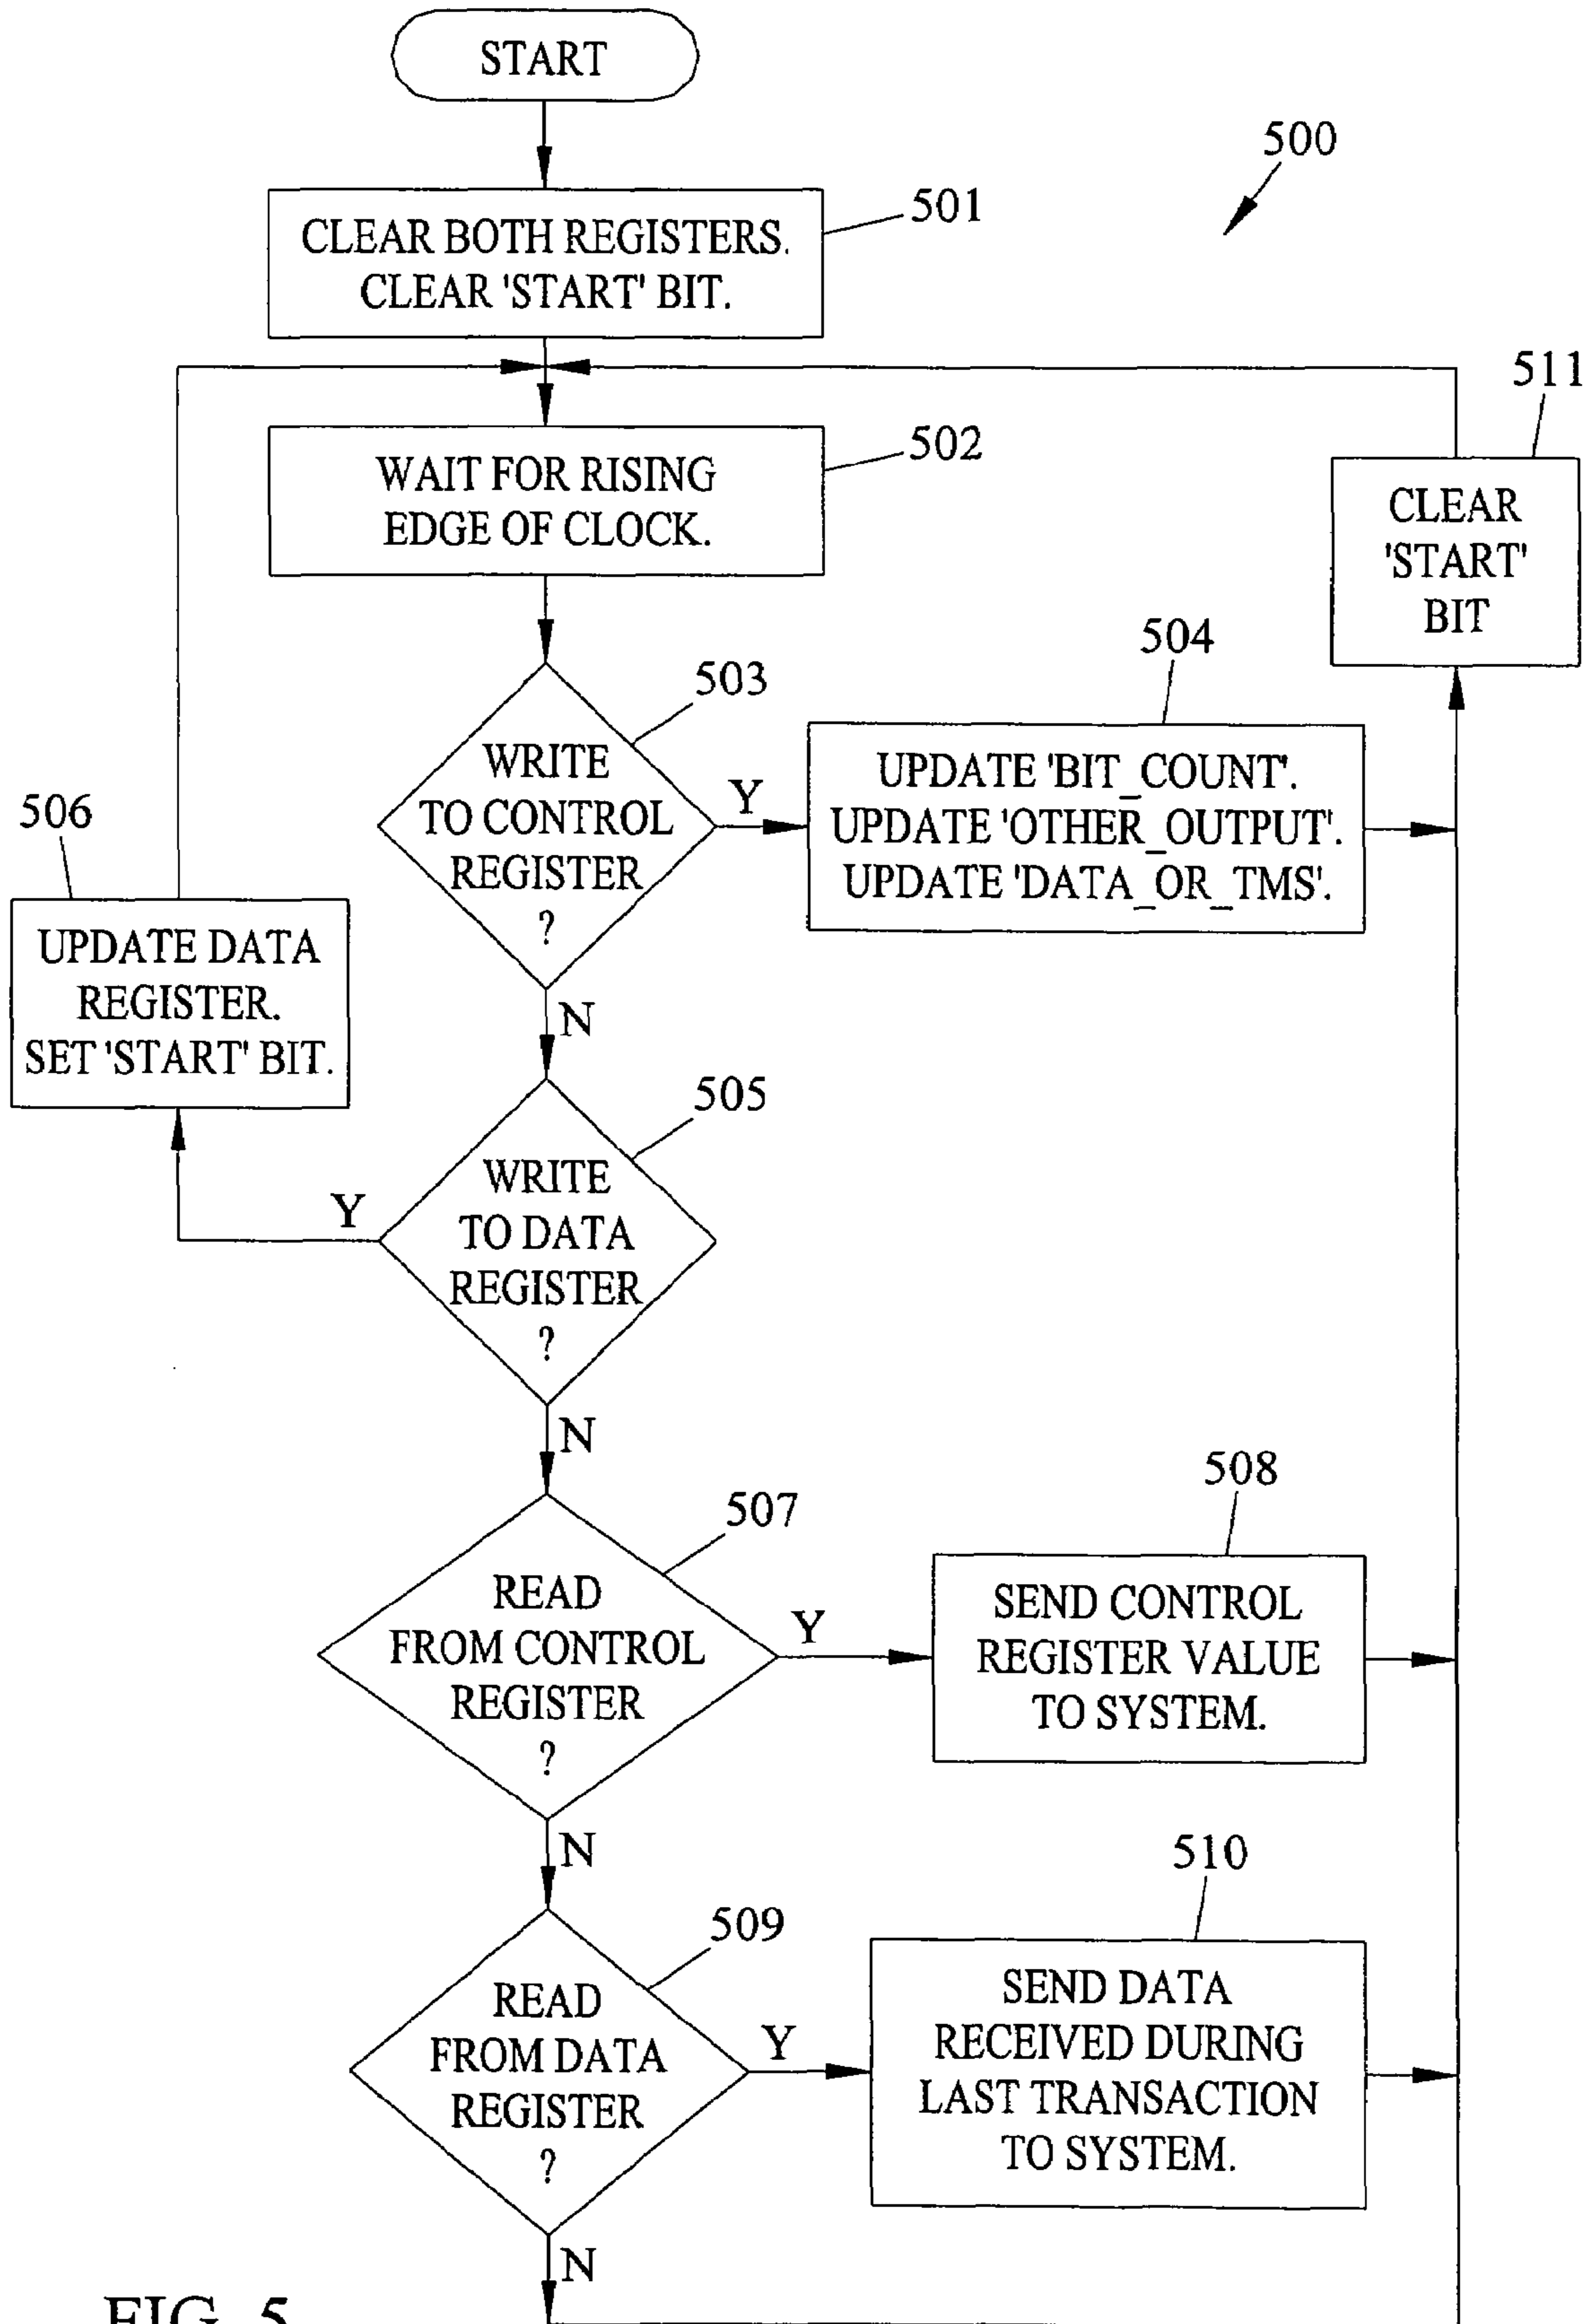 START
500
501
CLEAR BOTH REGISTERS.
CLEAR 'START' BIT.
511
502
WAIT FOR RISING
EDGE OF CLOCK.
CLEAR
'START'
BIT
504
503
WRITE
TO CONTROL
REGISTER
?
Y
UPDATE 'BIT_COUNT'.
UPDATE 'OTHER_OUTPUT'.
UPDATE 'DATA_OR_TMS'.
506
UPDATE DATA
REGISTER.
SET 'START' BIT.
N
505
WRITE
TO DATA
REGISTER
?
Y
N
508
507
READ
FROM CONTROL
REGISTER
?
Y
SEND CONTROL
REGISTER VALUE
TO SYSTEM.
N
510
509
READ
FROM DATA
REGISTER
?
Y
SEND DATA
RECEIVED DURING
LAST TRANSACTION
TO SYSTEM.
N
FIG. 5